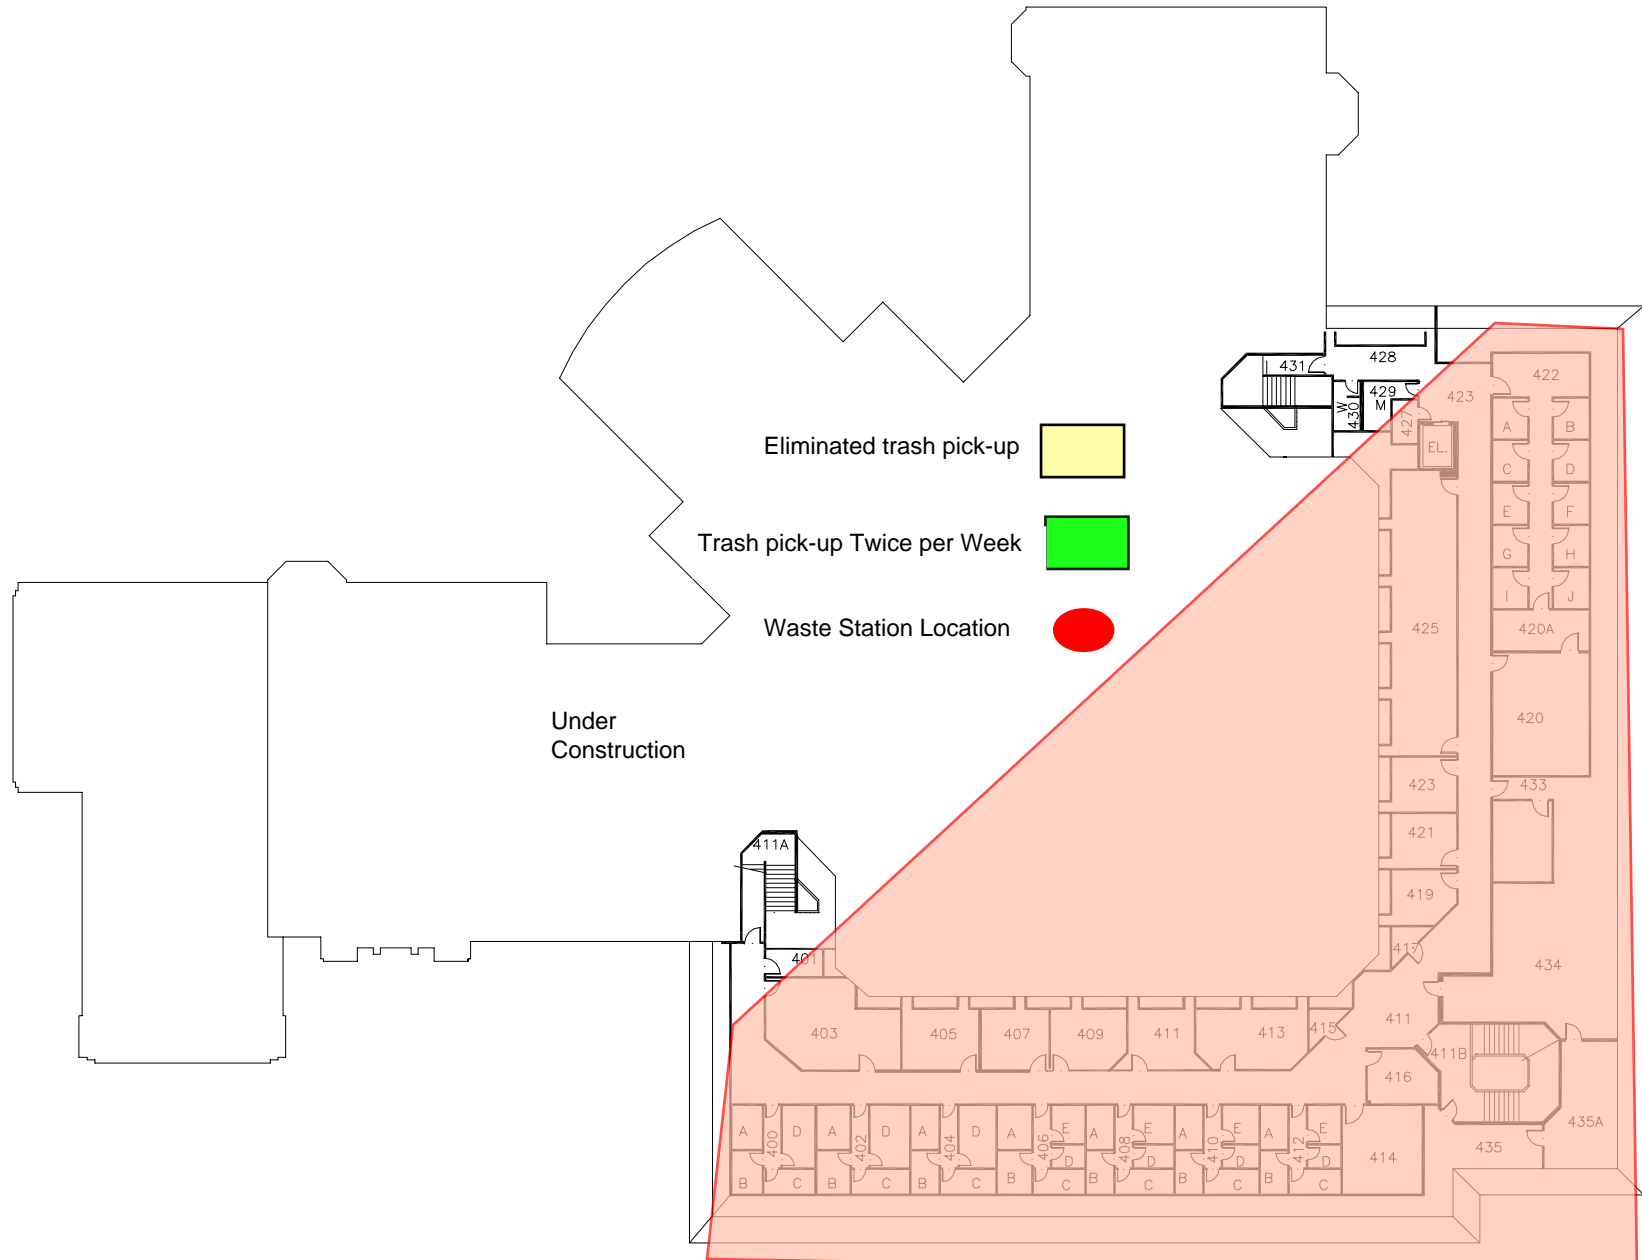 428
431
429
M
W
430
427
423
422
EL.
A B
C D
E F
G H
I J
Eliminated trash pick-up
Trash pick-up Twice per Week
Waste Station Location
425
420A
420
Under
Construction
423
433
421
411A
419
417
434
401
403
405
407
409
411
413
415
411
411B
416
435A
A D
400
B C
A D
402
B C
A D
404
B C
A E
406
D
B C
A E
408
D
B C
A E
410
D
B C
A E
412
D
B C
414
435